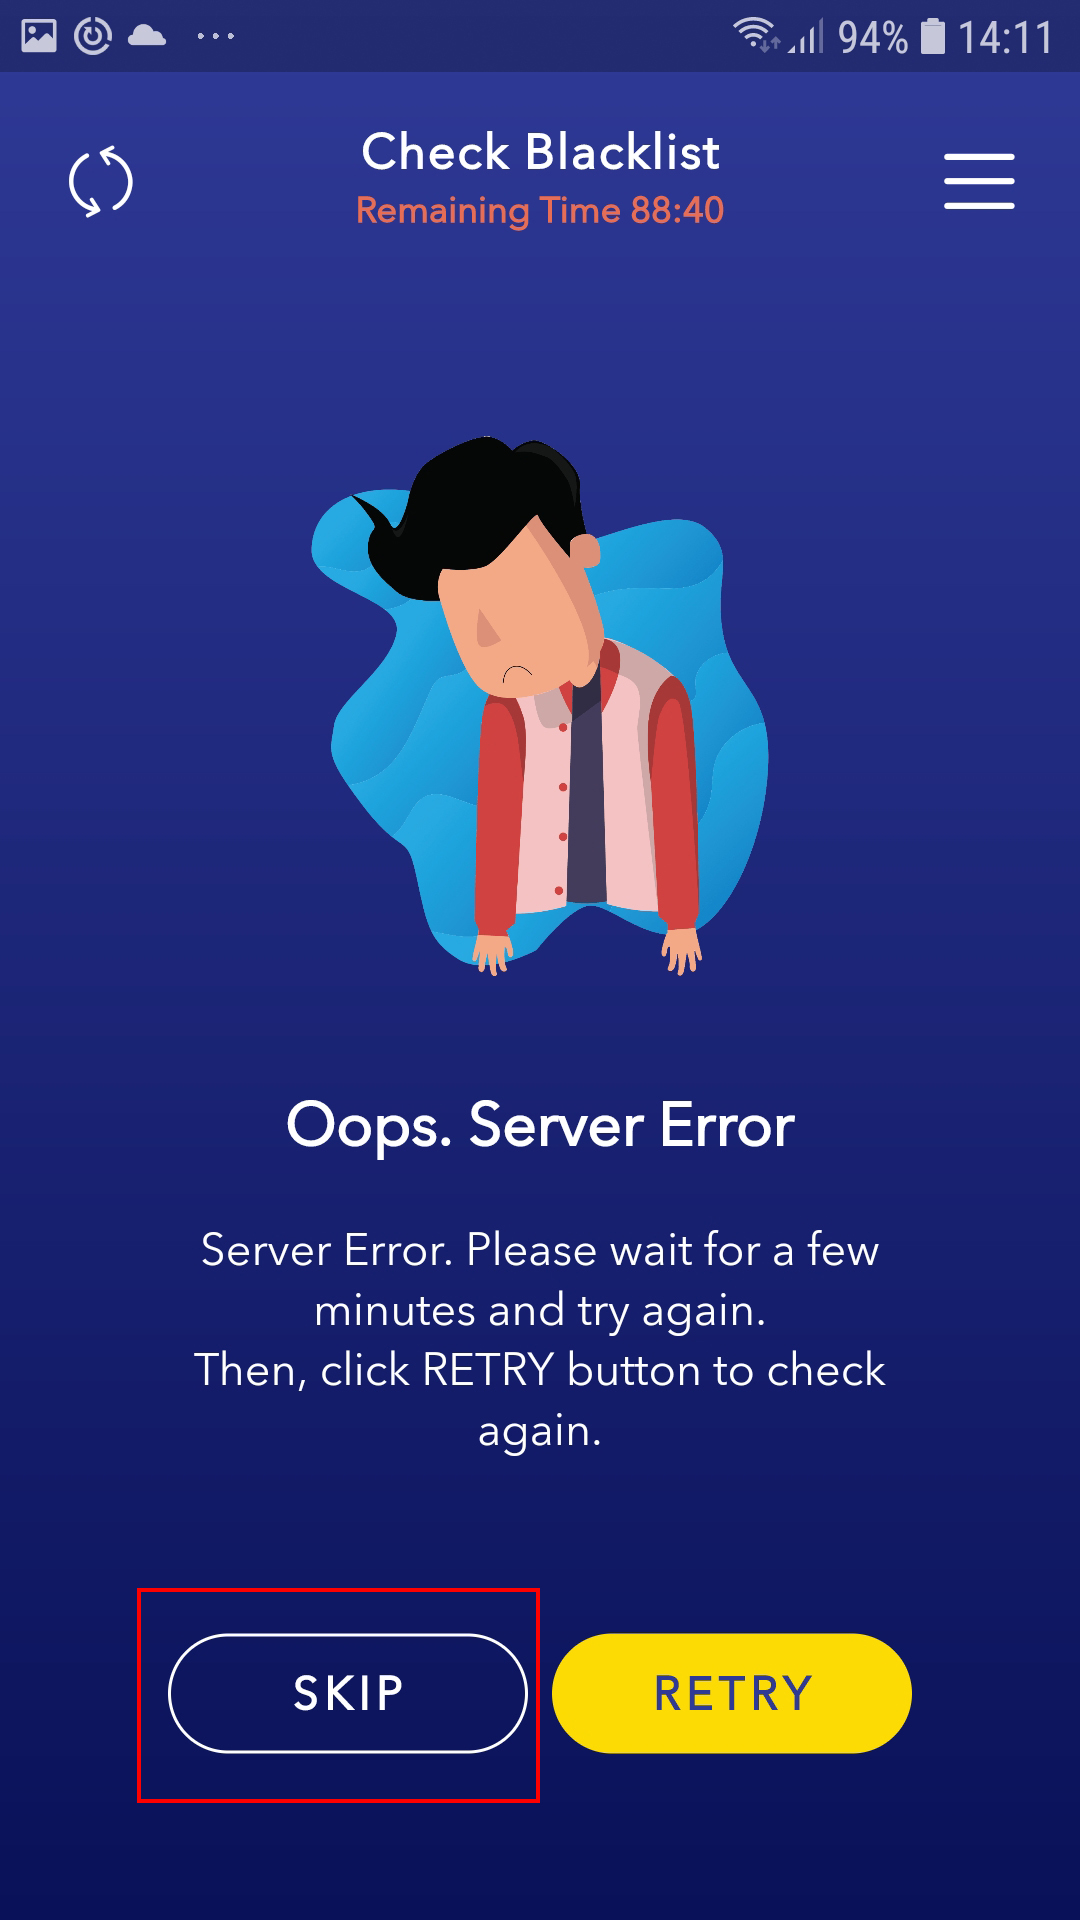 94% 14:11
Check Blacklist
Remaining Time 88:40
Oops. Server Error
Server Error. Please wait for a few
minutes and try again.
Then, click RETRY button to check
again.
SKIP RETRY